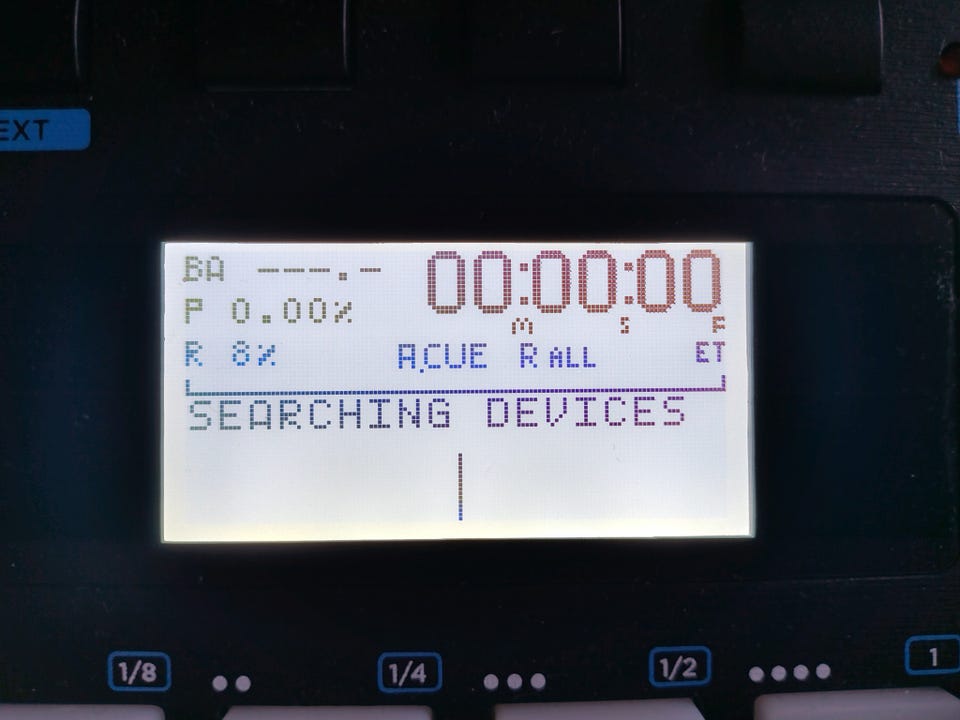 EXT
BA ---.- 00:00:00
P 0.00% M S F
R 8% A.CUE R ALL ET
SEARCHING DEVICES
1/8 1/4 1/2 1